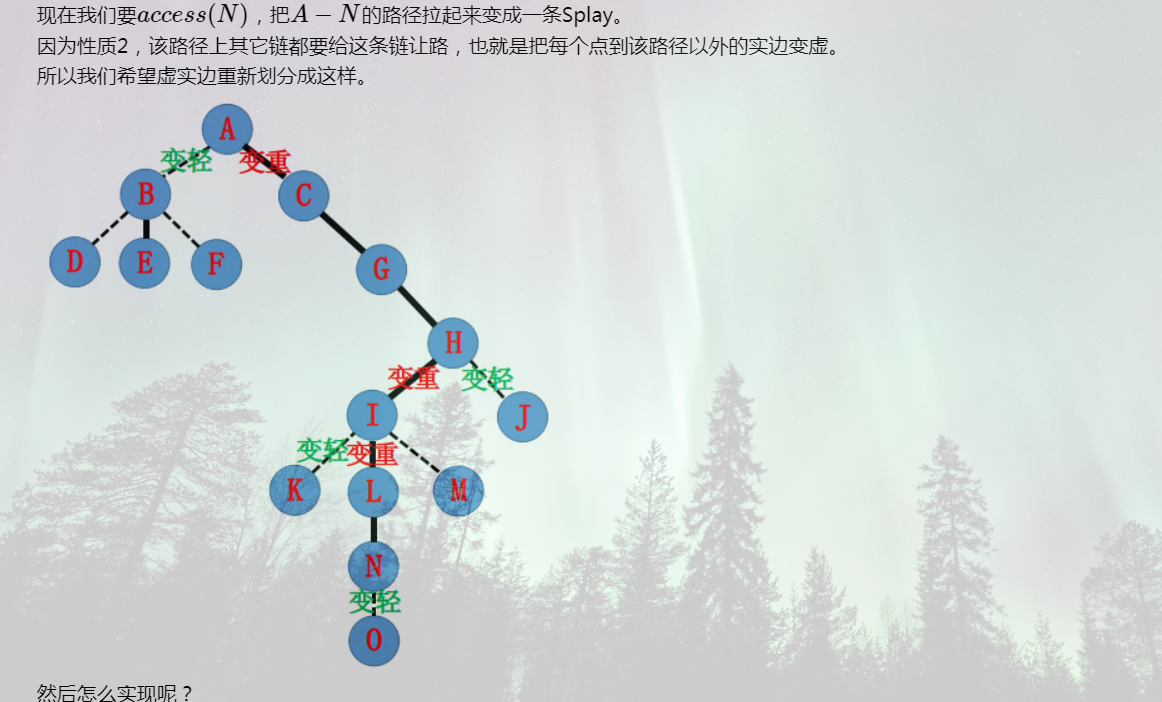 现在我们要access(N)，把A−N的路径拉起来变成一条Splay。
因为性质2，该路径上其它链都要给这条链让路，也就是把每个点到该路径以外的实边变虚。
所以我们希望虚实边重新划分成这样。
A
变轻 变重
B C
D E F G
H
变重 变轻
I J
变轻 变重
K L M
N
变轻
O
然后怎么实现呢？